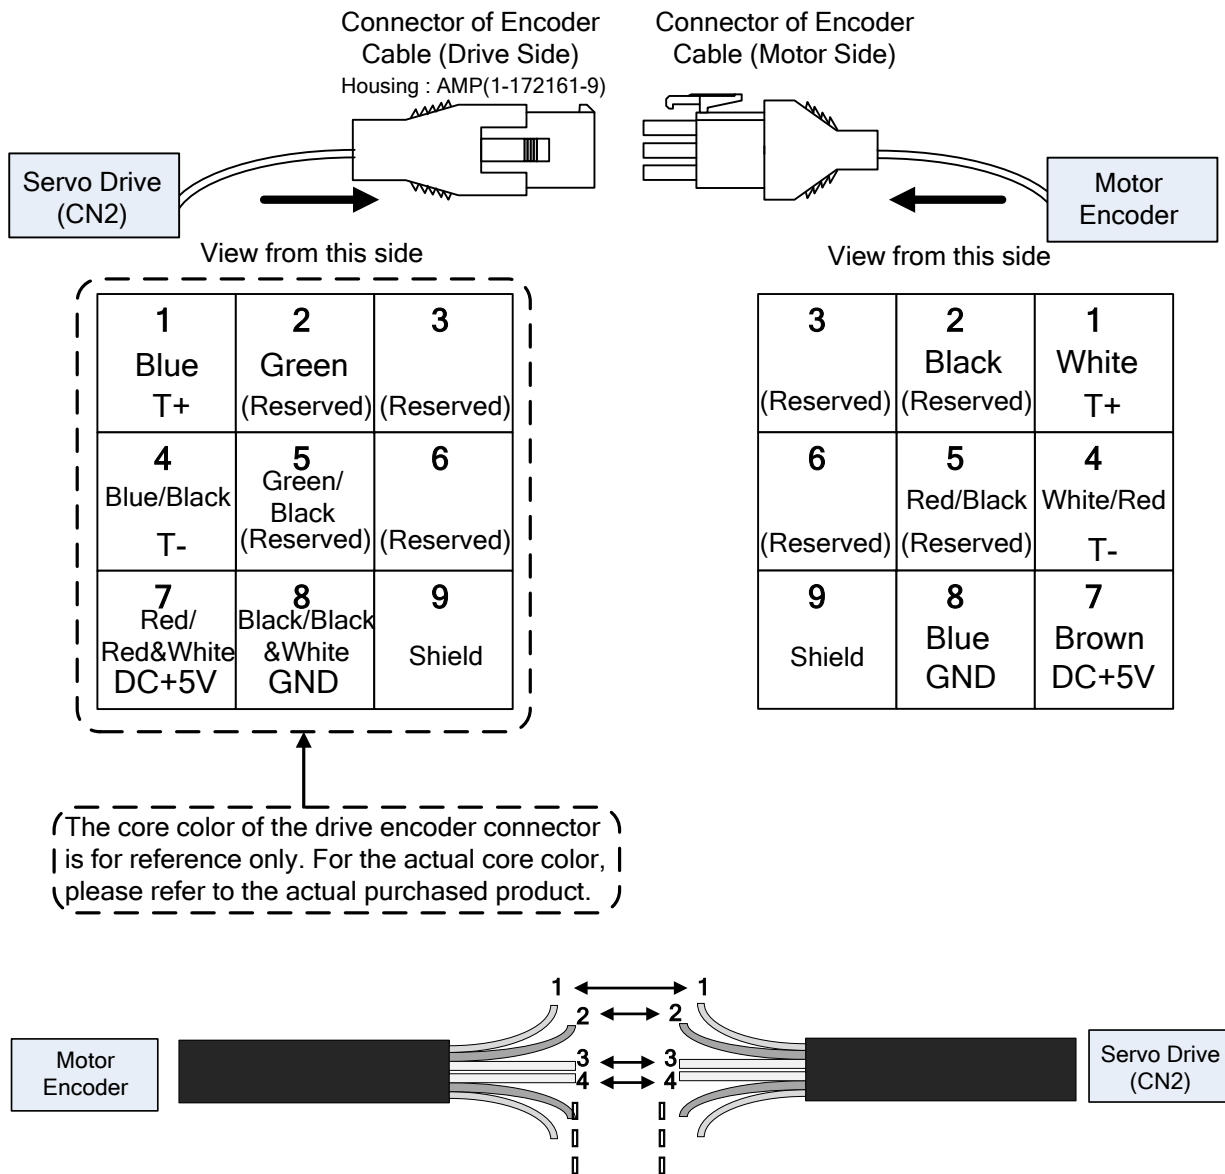 Connector of Encoder
Cable (Drive Side)
Housing : AMP(1-172161-9)
Connector of Encoder
Cable (Motor Side)
Servo Drive
(CN2)
Motor
Encoder
View from this side
View from this side
1
Blue
T+
2
Green
(Reserved)
3
(Reserved)
4
Blue/Black
T-
5
Green/
Black
(Reserved)
6
(Reserved)
7
Red/
Red&White
DC+5V
8
Black/Black
&White
GND
9
Shield
3
(Reserved)
2
Black
(Reserved)
1
White
T+
6
(Reserved)
5
Red/Black
(Reserved)
4
White/Red
T-
9
Shield
8
Blue
GND
7
Brown
DC+5V
The core color of the drive encoder connector
is for reference only. For the actual core color,
please refer to the actual purchased product.
Motor
Encoder
1 1
2 2
3 3
4 4
Servo Drive
(CN2)